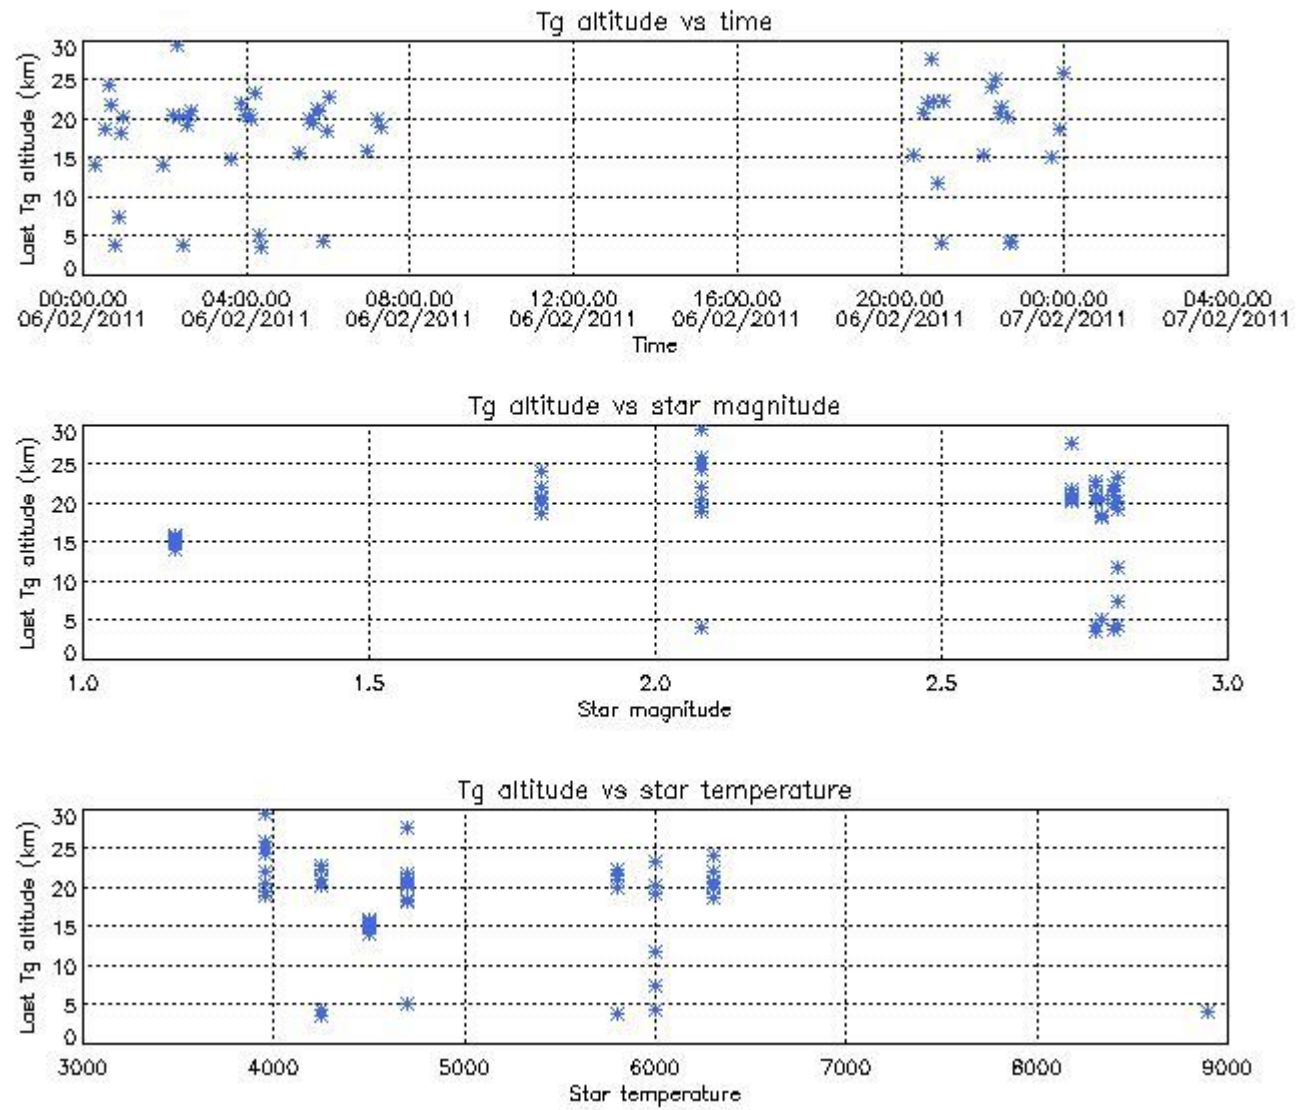 Tg altitude vs time
Last Tg altitude (km)
30
25
20
15
10
5
0
00:00.00 04:00.00 08:00.00 12:00.00 16:00.00 20:00.00 00:00.00 04:00.00
06/02/2011 06/02/2011 06/02/2011 06/02/2011 06/02/2011 06/02/2011 07/02/2011 07/02/2011
Time
Tg altitude vs star magnitude
Last Tg altitude (km)
30
25
20
15
10
5
0
1.0 1.5 2.0 2.5 3.0
Star magnitude
Tg altitude vs star temperature
Last Tg altitude (km)
30
25
20
15
10
5
0
3000 4000 5000 6000 7000 8000 9000
Star temperature